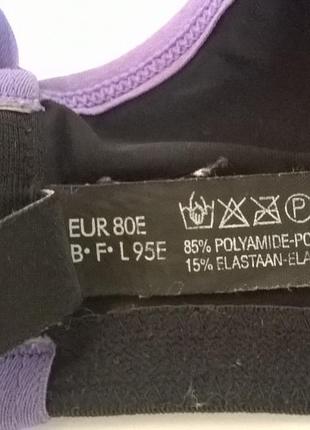 EUR 80E
B• F• L 95E
P
85% POLYAMIDE-PO
15% ELASTAAN-ELA